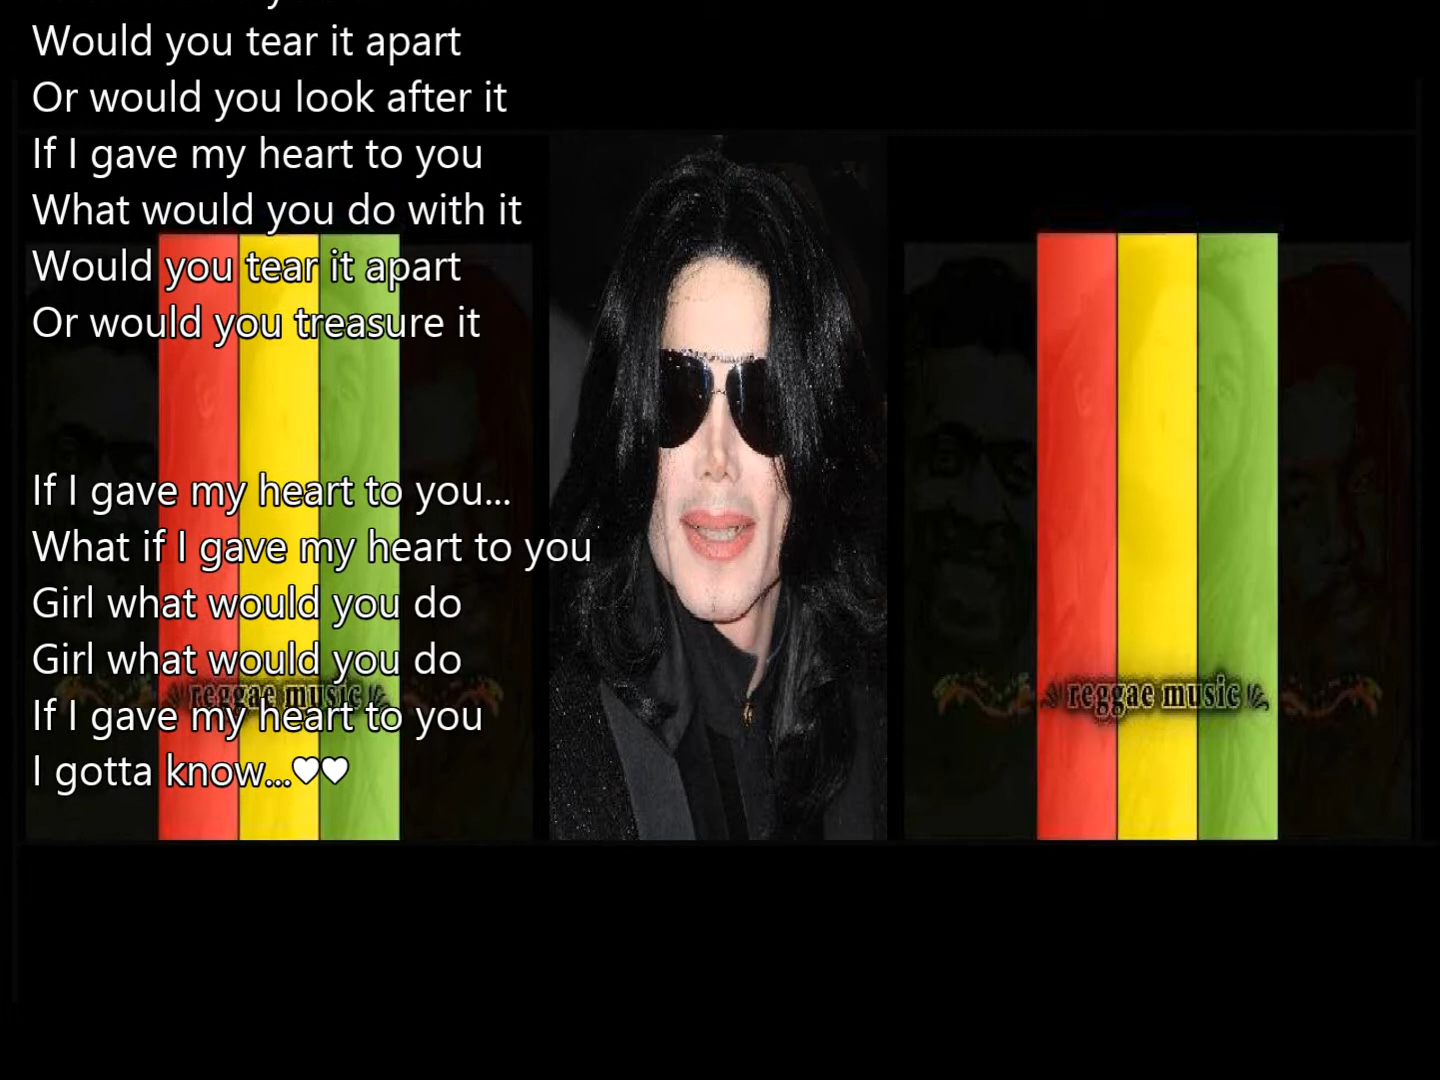 Would you tear it apart
Or would you look after it
If I gave my heart to you
What would you do with it
Would you tear it apart
Or would you treasure it
If I gave my heart to you...
What if I gave my heart to you
Girl what would you do
Girl what would you do
reggae music
If I gave my heart to you
I gotta know...♥♥
reggae music